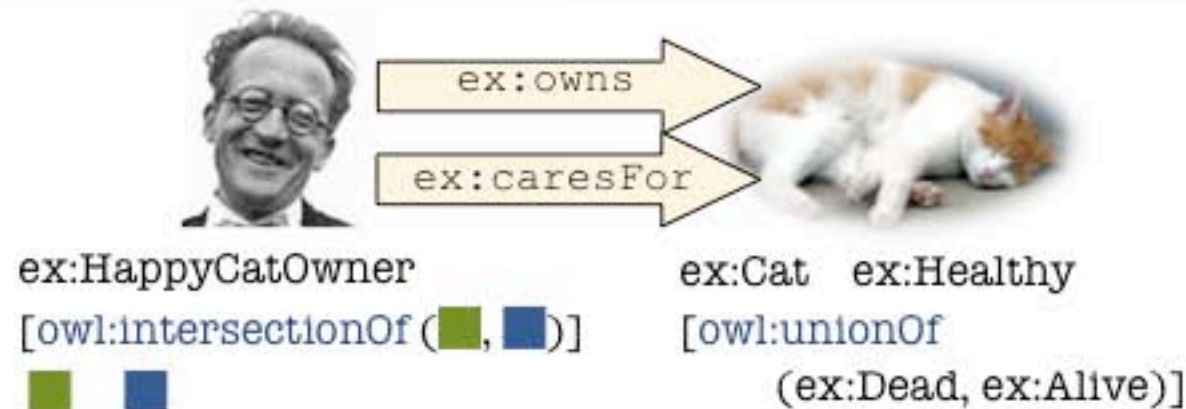 ex:owns
ex:caresFor
ex:HappyCatOwner
[owl:intersectionOf (, )]
ex:Cat ex:Healthy
[owl:unionOf
(ex:Dead, ex:Alive)]